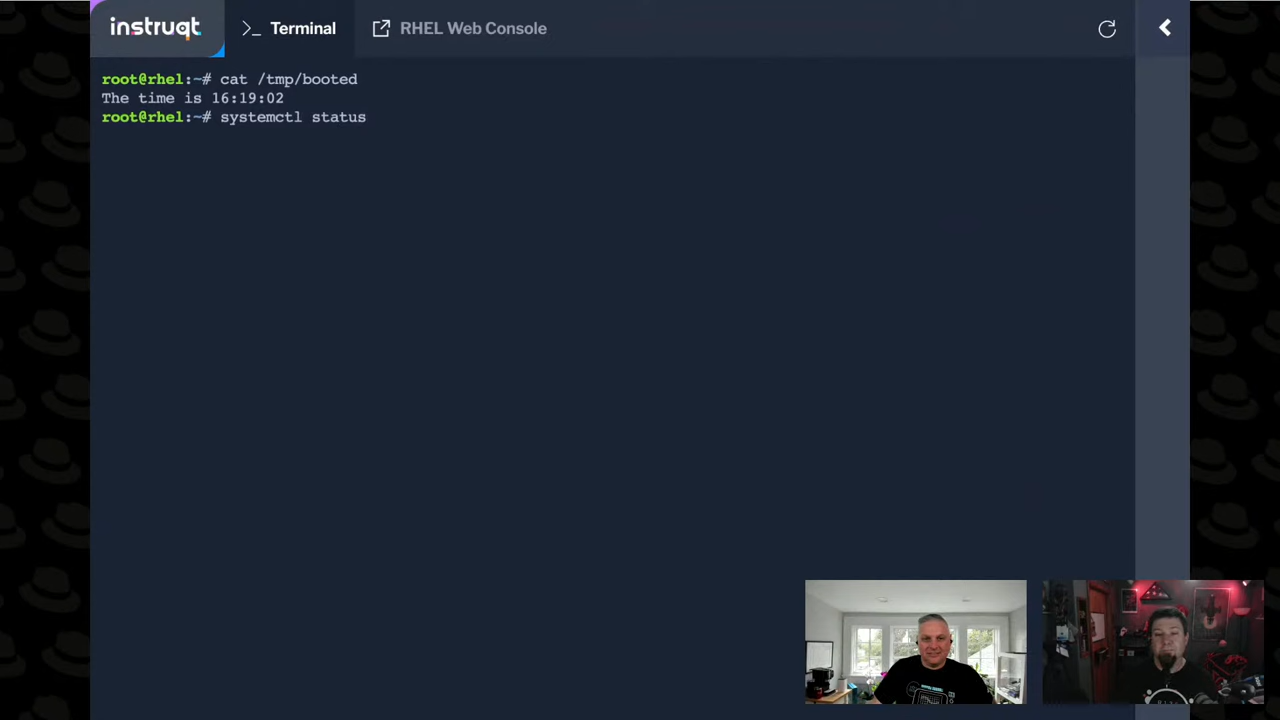 instruqt
>_ Terminal
RHEL Web Console
root@rhel:~# cat /tmp/booted
The time is 16:19:02
root@rhel:~# systemctl status